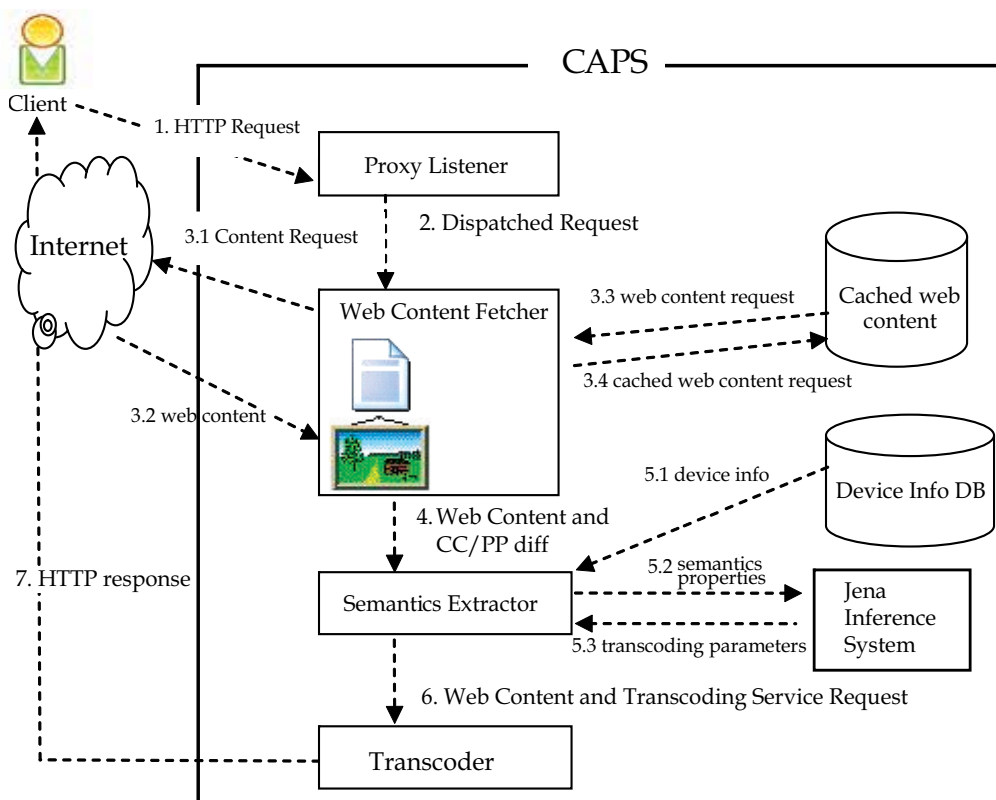 CAPS
Client
1. HTTP Request
Proxy Listener
2. Dispatched Request
Internet
3.1 Content Request
Web Content Fetcher
3.3 web content request
Cached web
content
3.4 cached web content request
3.2 web content
5.1 device info
Device Info DB
4. Web Content and
CC/PP diff
7. HTTP response
5.2 semantics
properties
Semantics Extractor
Jena
Inference
System
5.3 transcoding parameters
6. Web Content and Transcoding Service Request
Transcoder